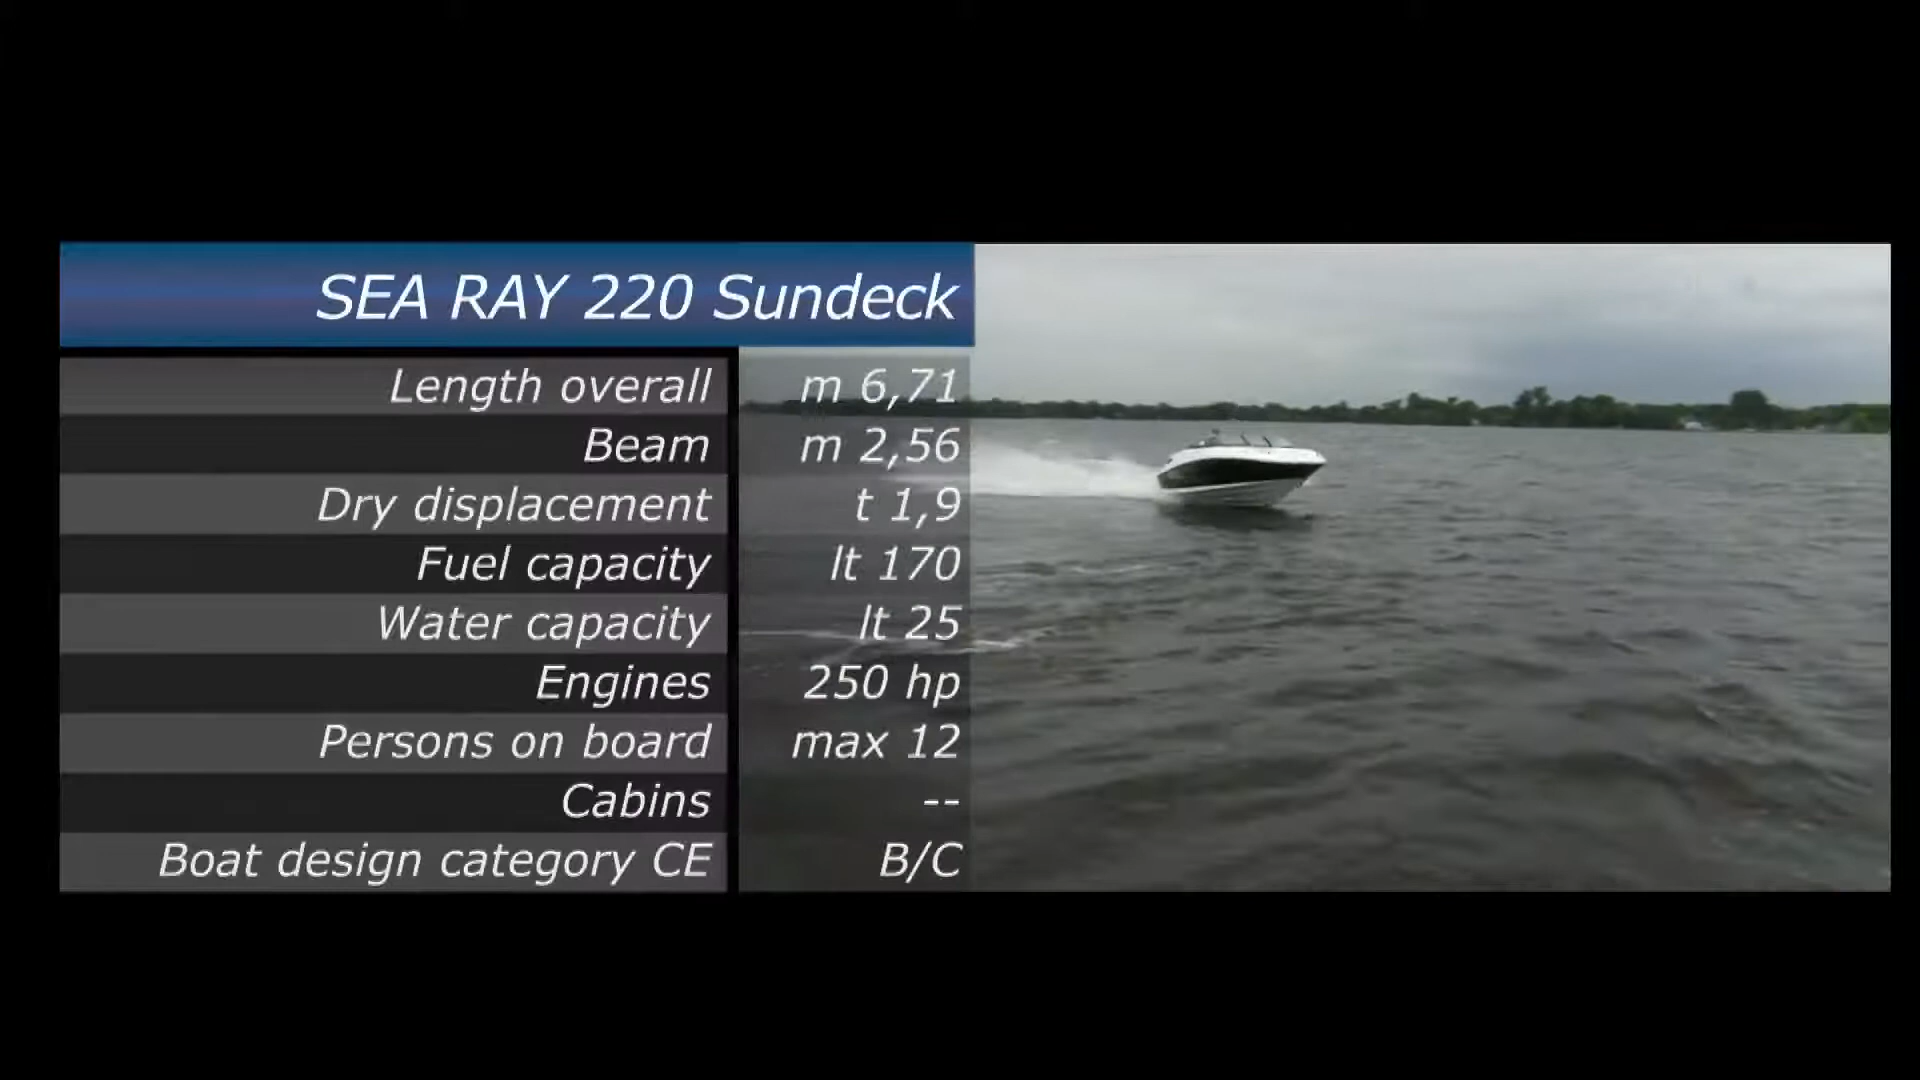 SEA RAY 220 Sundeck
Length overall m 6,71
Beam m 2,56
Dry displacement t 1,9
Fuel capacity lt 170
Water capacity lt 25
Engines 250 hp
Persons on board max 12
Cabins --
Boat design category CE B/C